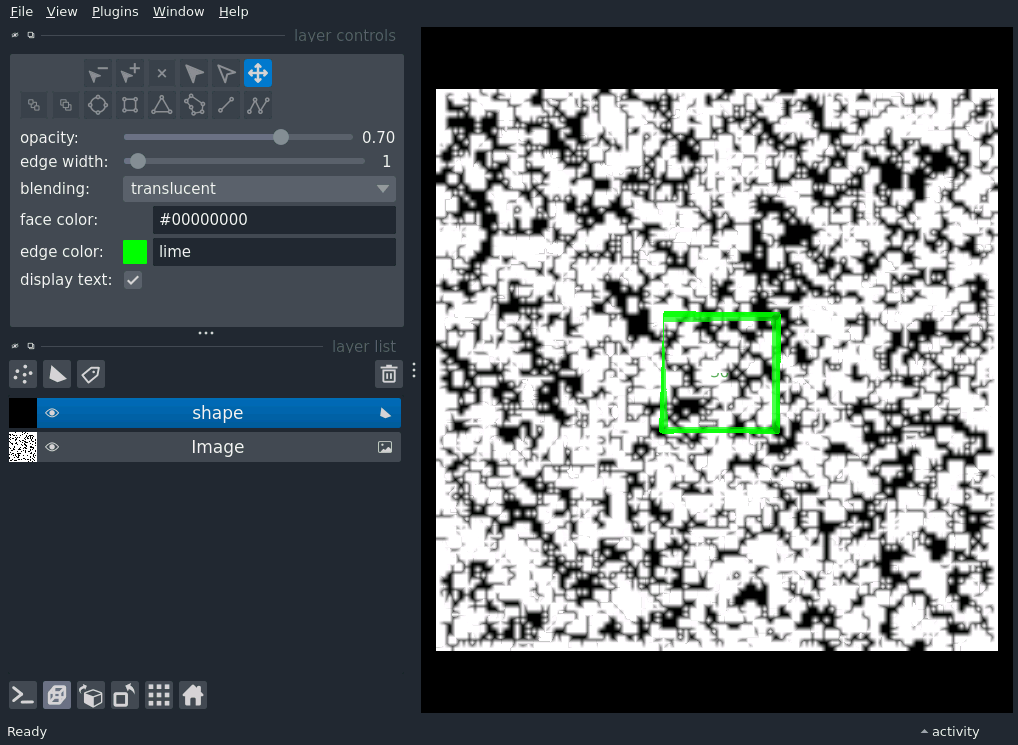 File View Plugins Window Help
layer controls
opacity: 0.70
edge width: 1
blending: translucent
face color: #00000000
edge color: lime
display text:
layer list
shape
Image
Ready
activity